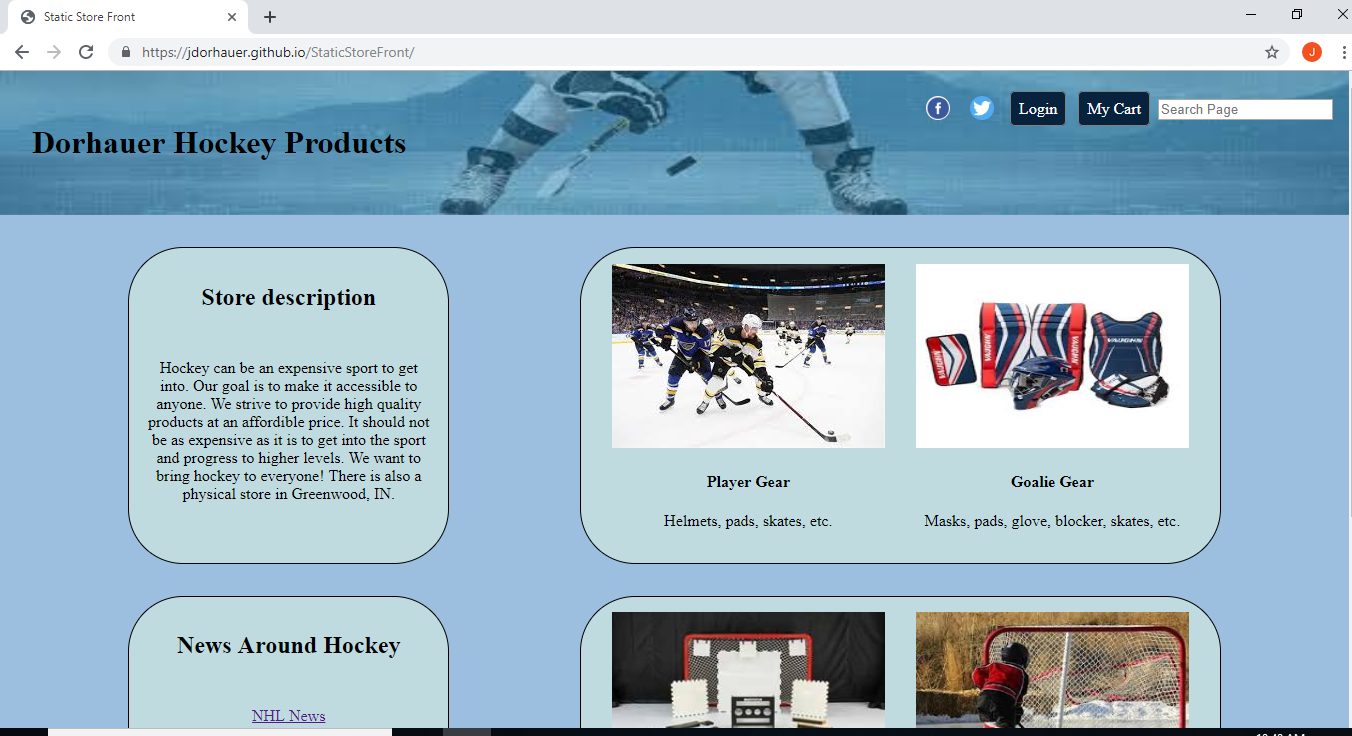 Static Store Front
https://jdorhauer.github.io/StaticStoreFront/
J
Login
My Cart
Search Page
Dorhauer Hockey Products
Store description
Hockey can be an expensive sport to get
into. Our goal is to make it accessible to
anyone. We strive to provide high quality
products at an affordible price. It should not
be as expensive as it is to get into the sport
and progress to higher levels. We want to
bring hockey to everyone! There is also a
physical store in Greenwood, IN.
17
VAUGHN
VAUGHN
VAUGHN
VAUGHN
Player Gear
Goalie Gear
Helmets, pads, skates, etc.
Masks, pads, glove, blocker, skates, etc.
News Around Hockey
NHL News